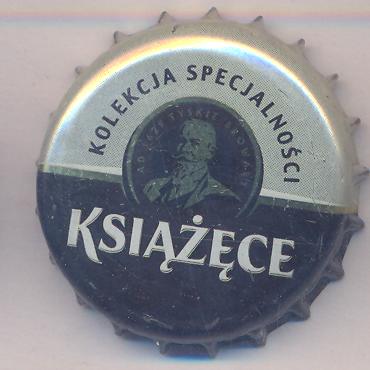 KOLEKCJA SPECJALNOŚCI
KSIĄŻĘCE